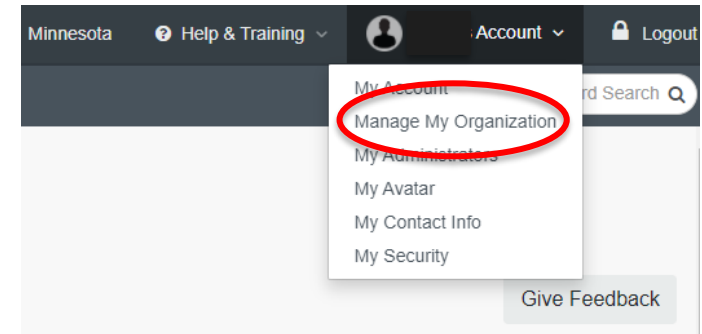 Minnesota Help & Training Account Logout
My Account rd Search
Manage My Organization
My Administrators
My Avatar
My Contact Info
My Security
Give Feedback